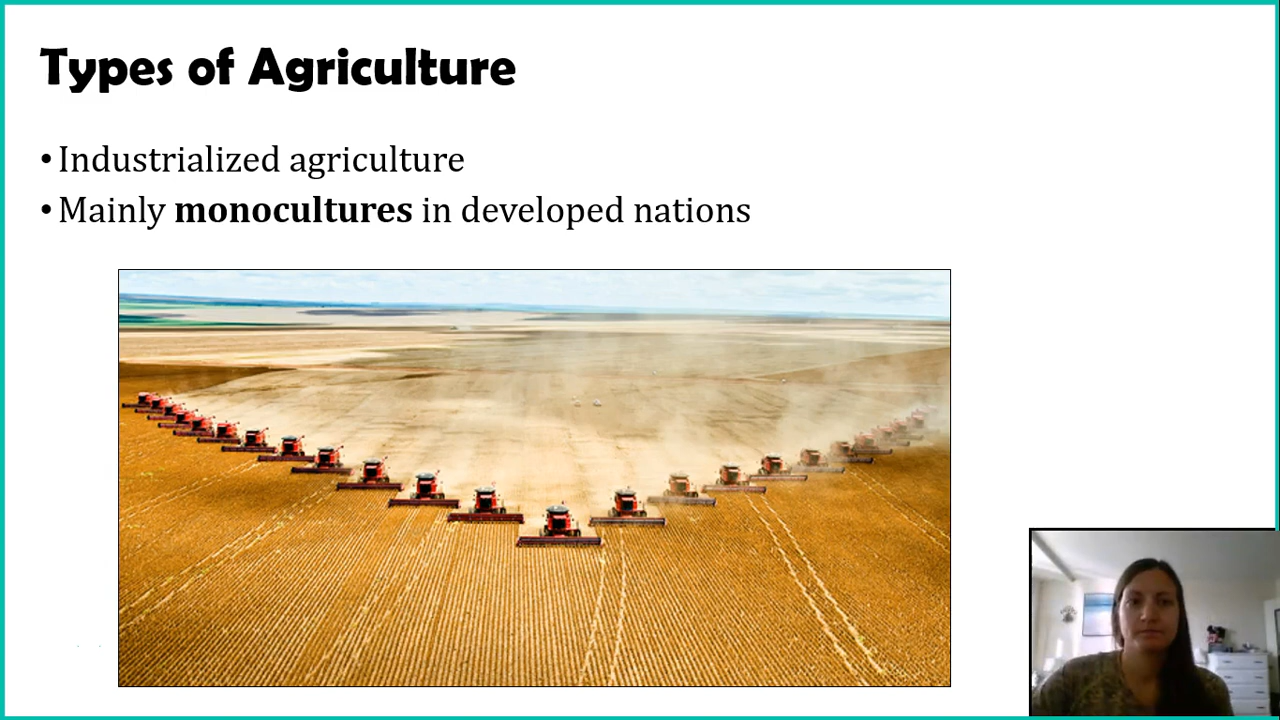 Types of Agriculture
• Industrialized agriculture
• Mainly monocultures in developed nations